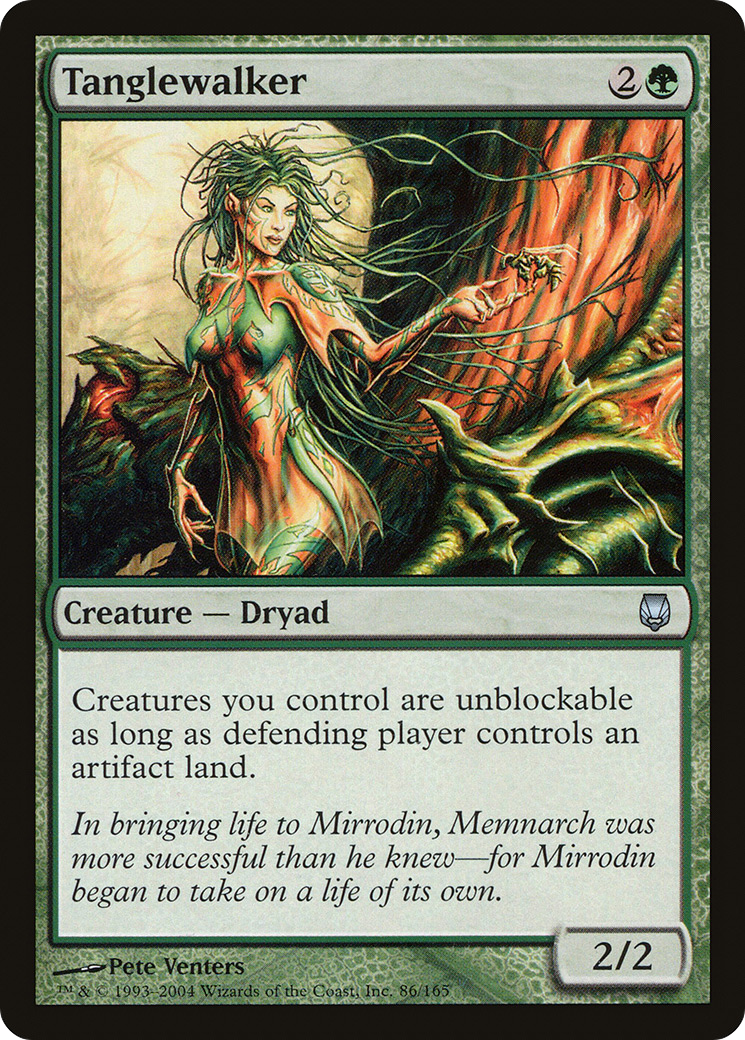 Tanglewalker 2
Creature — Dryad
Creatures you control are unblockable
as long as defending player controls an
artifact land.
In bringing life to Mirrodin, Memnarch was
more successful than he knew—for Mirrodin
began to take on a life of its own.
2/2
Pete Venters
™ & © 1993–2004 Wizards of the Coast, Inc. 86/165